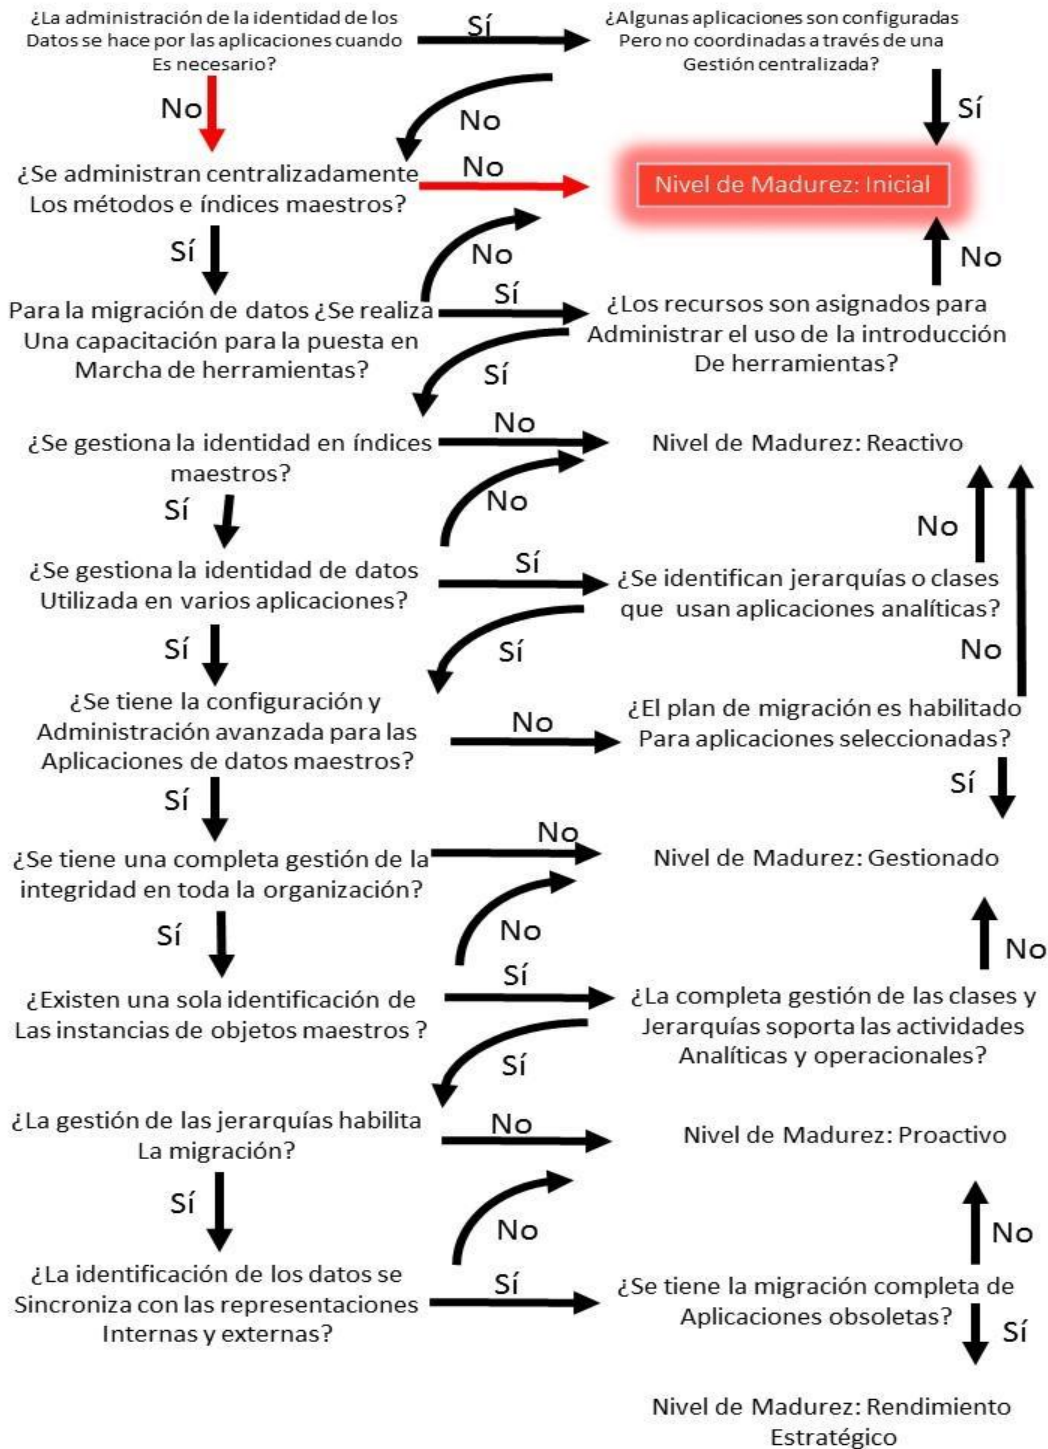 ¿La administración de la identidad de los
Datos se hace por las aplicaciones cuando
Es necesario?
Sí
¿Algunas aplicaciones son configuradas
Pero no coordinadas a través de una
Gestión centralizada?
No
No
Sí
¿Se administran centralizadamente
Los métodos e índices maestros?
No
Nivel de Madurez: Inicial
Sí
No
No
Para la migración de datos ¿Se realiza
Una capacitación para la puesta en
Marcha de herramientas?
Sí
¿Los recursos son asignados para
Administrar el uso de la introducción
De herramientas?
Sí
¿Se gestiona la identidad en índices
maestros?
No
Nivel de Madurez: Reactivo
Sí
No
No
¿Se gestiona la identidad de datos
Utilizada en varios aplicaciones?
Sí
¿Se identifican jerarquías o clases
que usan aplicaciones analíticas?
Sí
Sí
No
¿Se tiene la configuración y
Administración avanzada para las
Aplicaciones de datos maestros?
No
¿El plan de migración es habilitado
Para aplicaciones seleccionadas?
Sí
Sí
¿Se tiene una completa gestión de la
integridad en toda la organización?
No
Nivel de Madurez: Gestionado
Sí
No
No
¿Existen una sola identificación de
Las instancias de objetos maestros ?
Sí
¿La completa gestión de las clases y
Jerarquías soporta las actividades
Analíticas y operacionales?
Sí
¿La gestión de las jerarquías habilita
La migración?
No
Nivel de Madurez: Proactivo
Sí
No
No
¿La identificación de los datos se
Sincroniza con las representaciones
Internas y externas?
Sí
¿Se tiene la migración completa de
Aplicaciones obsoletas?
Sí
Nivel de Madurez: Rendimiento
Estratégico